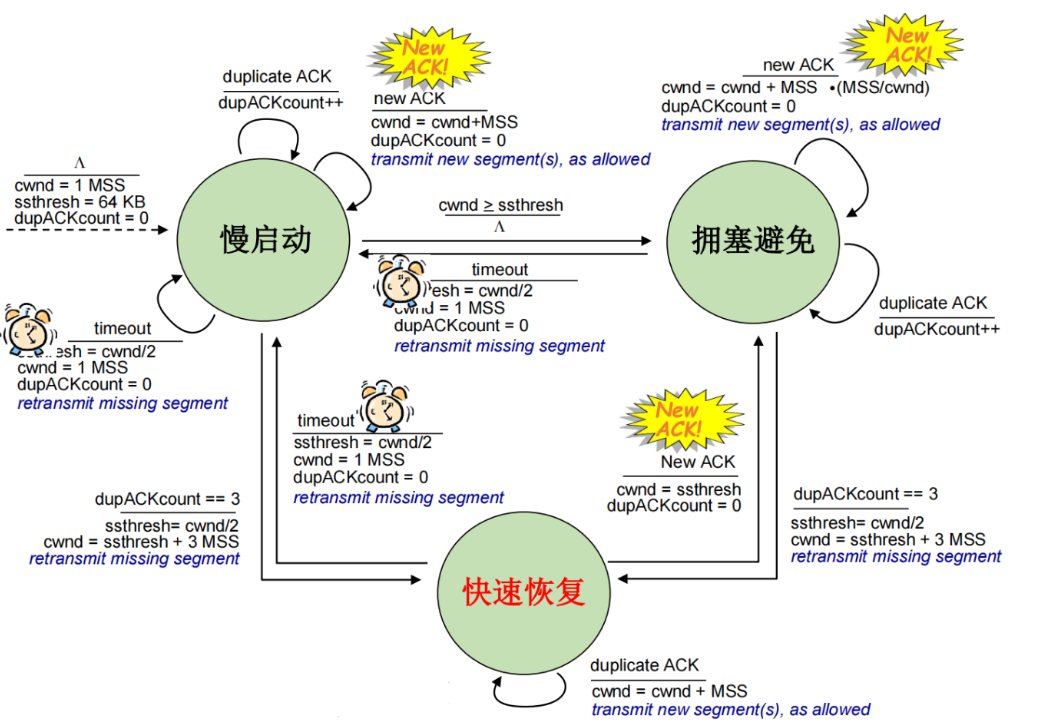 New
ACK!
duplicate ACK
dupACKcount++
new ACK
cwnd = cwnd+MSS
dupACKcount = 0
transmit new segment(s), as allowed
New
ACK!
new ACK
cwnd = cwnd + MSS •(MSS/cwnd)
dupACKcount = 0
transmit new segment(s), as allowed
Λ
cwnd = 1 MSS
ssthresh = 64 KB
dupACKcount = 0
慢启动
cwnd ≥ ssthresh
Λ
拥塞避免
timeout
resh = cwnd/2
cwnd = 1 MSS
dupACKcount = 0
retransmit missing segment
duplicate ACK
dupACKcount++
timeout
esh = cwnd/2
cwnd = 1 MSS
dupACKcount = 0
retransmit missing segment
timeout
ssthresh = cwnd/2
cwnd = 1 MSS
dupACKcount = 0
retransmit missing segment
New
ACK!
New ACK
cwnd = ssthresh
dupACKcount = 0
dupACKcount == 3
ssthresh= cwnd/2
cwnd = ssthresh + 3 MSS
retransmit missing segment
dupACKcount == 3
ssthresh= cwnd/2
cwnd = ssthresh + 3 MSS
retransmit missing segment
快速恢复
duplicate ACK
cwnd = cwnd + MSS
transmit new segment(s), as allowed